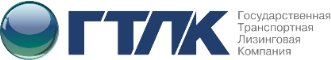 ГТЛК
Государственная
Транспортная
Лизинговая
Компания